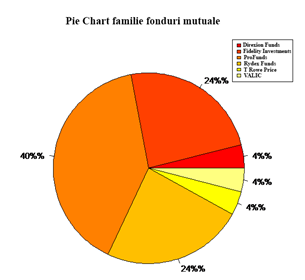 Pie Chart familie fonduri mutuale
Direxion Funds
Fidelity Investments
ProFunds
Rydex Funds
T Rowe Price
VALIC
24%%
40%%
4%%
4%%
4%%
24%%